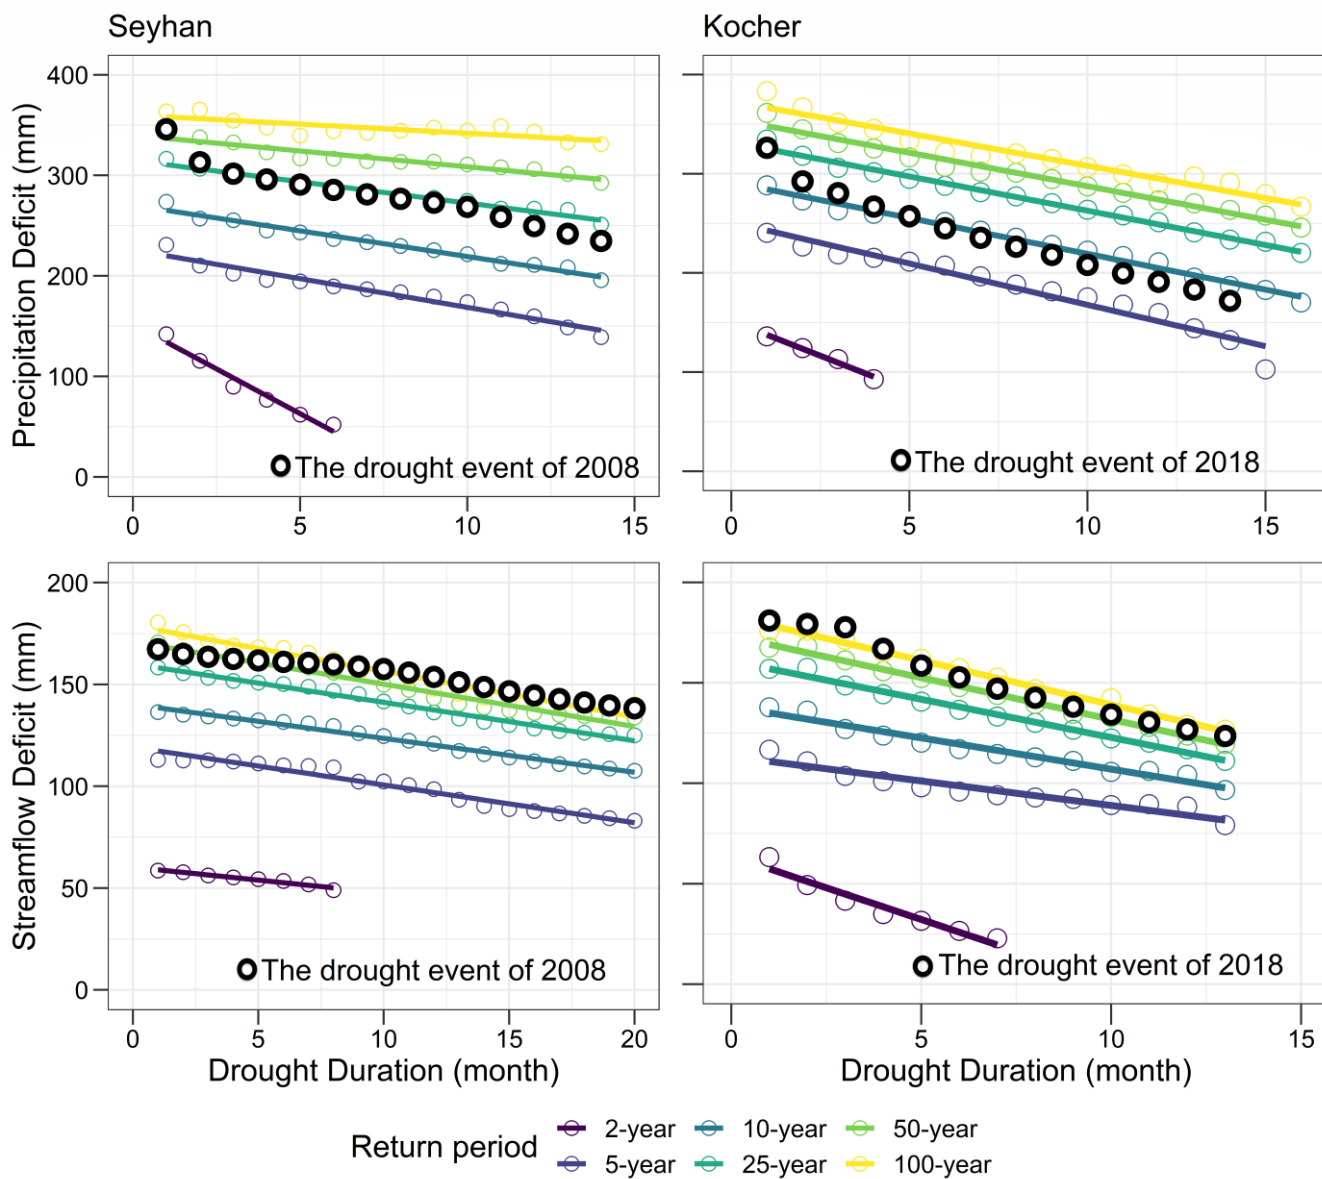 Seyhan
Kocher
Precipitation Deficit (mm)
400
300
200
100
0
The drought event of 2008
The drought event of 2018
0 5 10 15
0 5 10 15
Streamflow Deficit (mm)
200
150
100
50
0
The drought event of 2008
The drought event of 2018
0 5 10 15 20
0 5 10 15
Drought Duration (month)
Drought Duration (month)
Return period
2-year 10-year 50-year
5-year 25-year 100-year